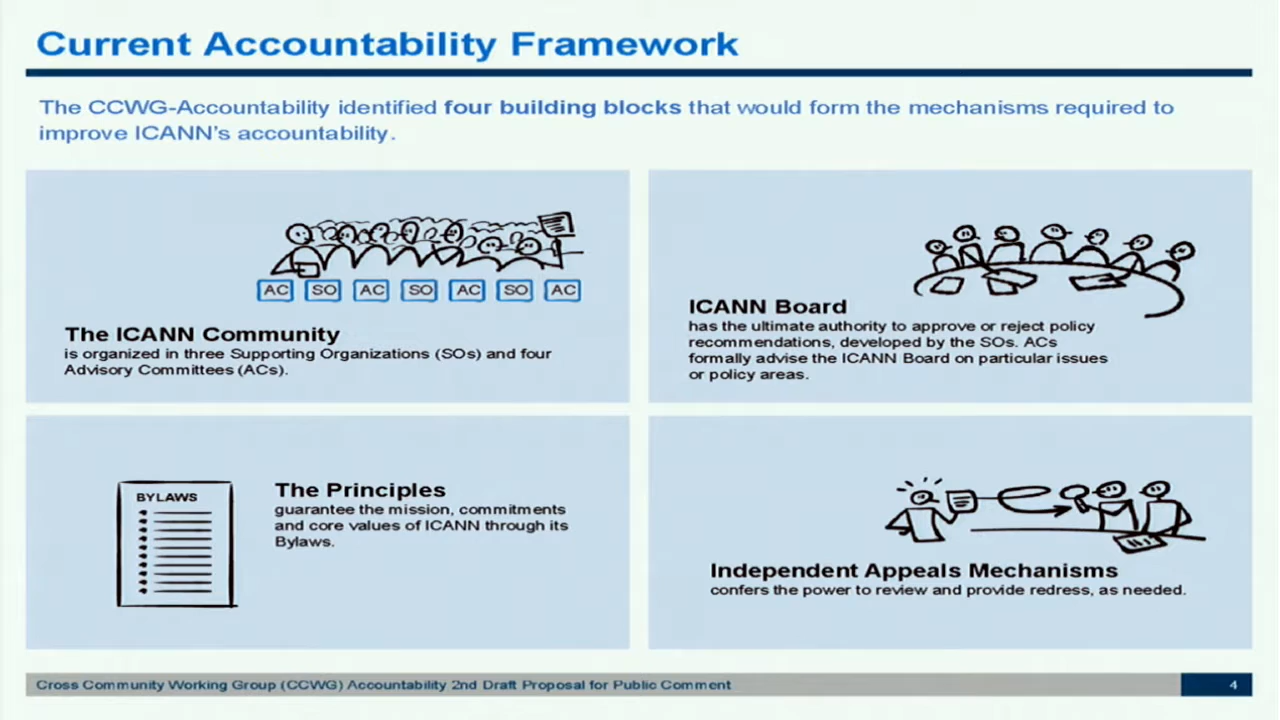 Current Accountability Framework
The CCWG-Accountability identified four building blocks that would form the mechanisms required to
improve ICANN's accountability.
AC SO AC SO AC SO AC
The ICANN Community
is organized in three Supporting Organizations (SOs) and four
Advisory Committees (ACs).
ICANN Board
has the ultimate authority to approve or reject policy
recommendations, developed by the SOs. ACs
formally advise the ICANN Board on particular issues
or policy areas.
BYLAWS
The Principles
guarantee the mission, commitments
and core values of ICANN through its
Bylaws.
Independent Appeals Mechanisms
confers the power to review and provide redress, as needed.
Cross Community Working Group (CCWG) Accountability 2nd Draft Proposal for Public Comment
4